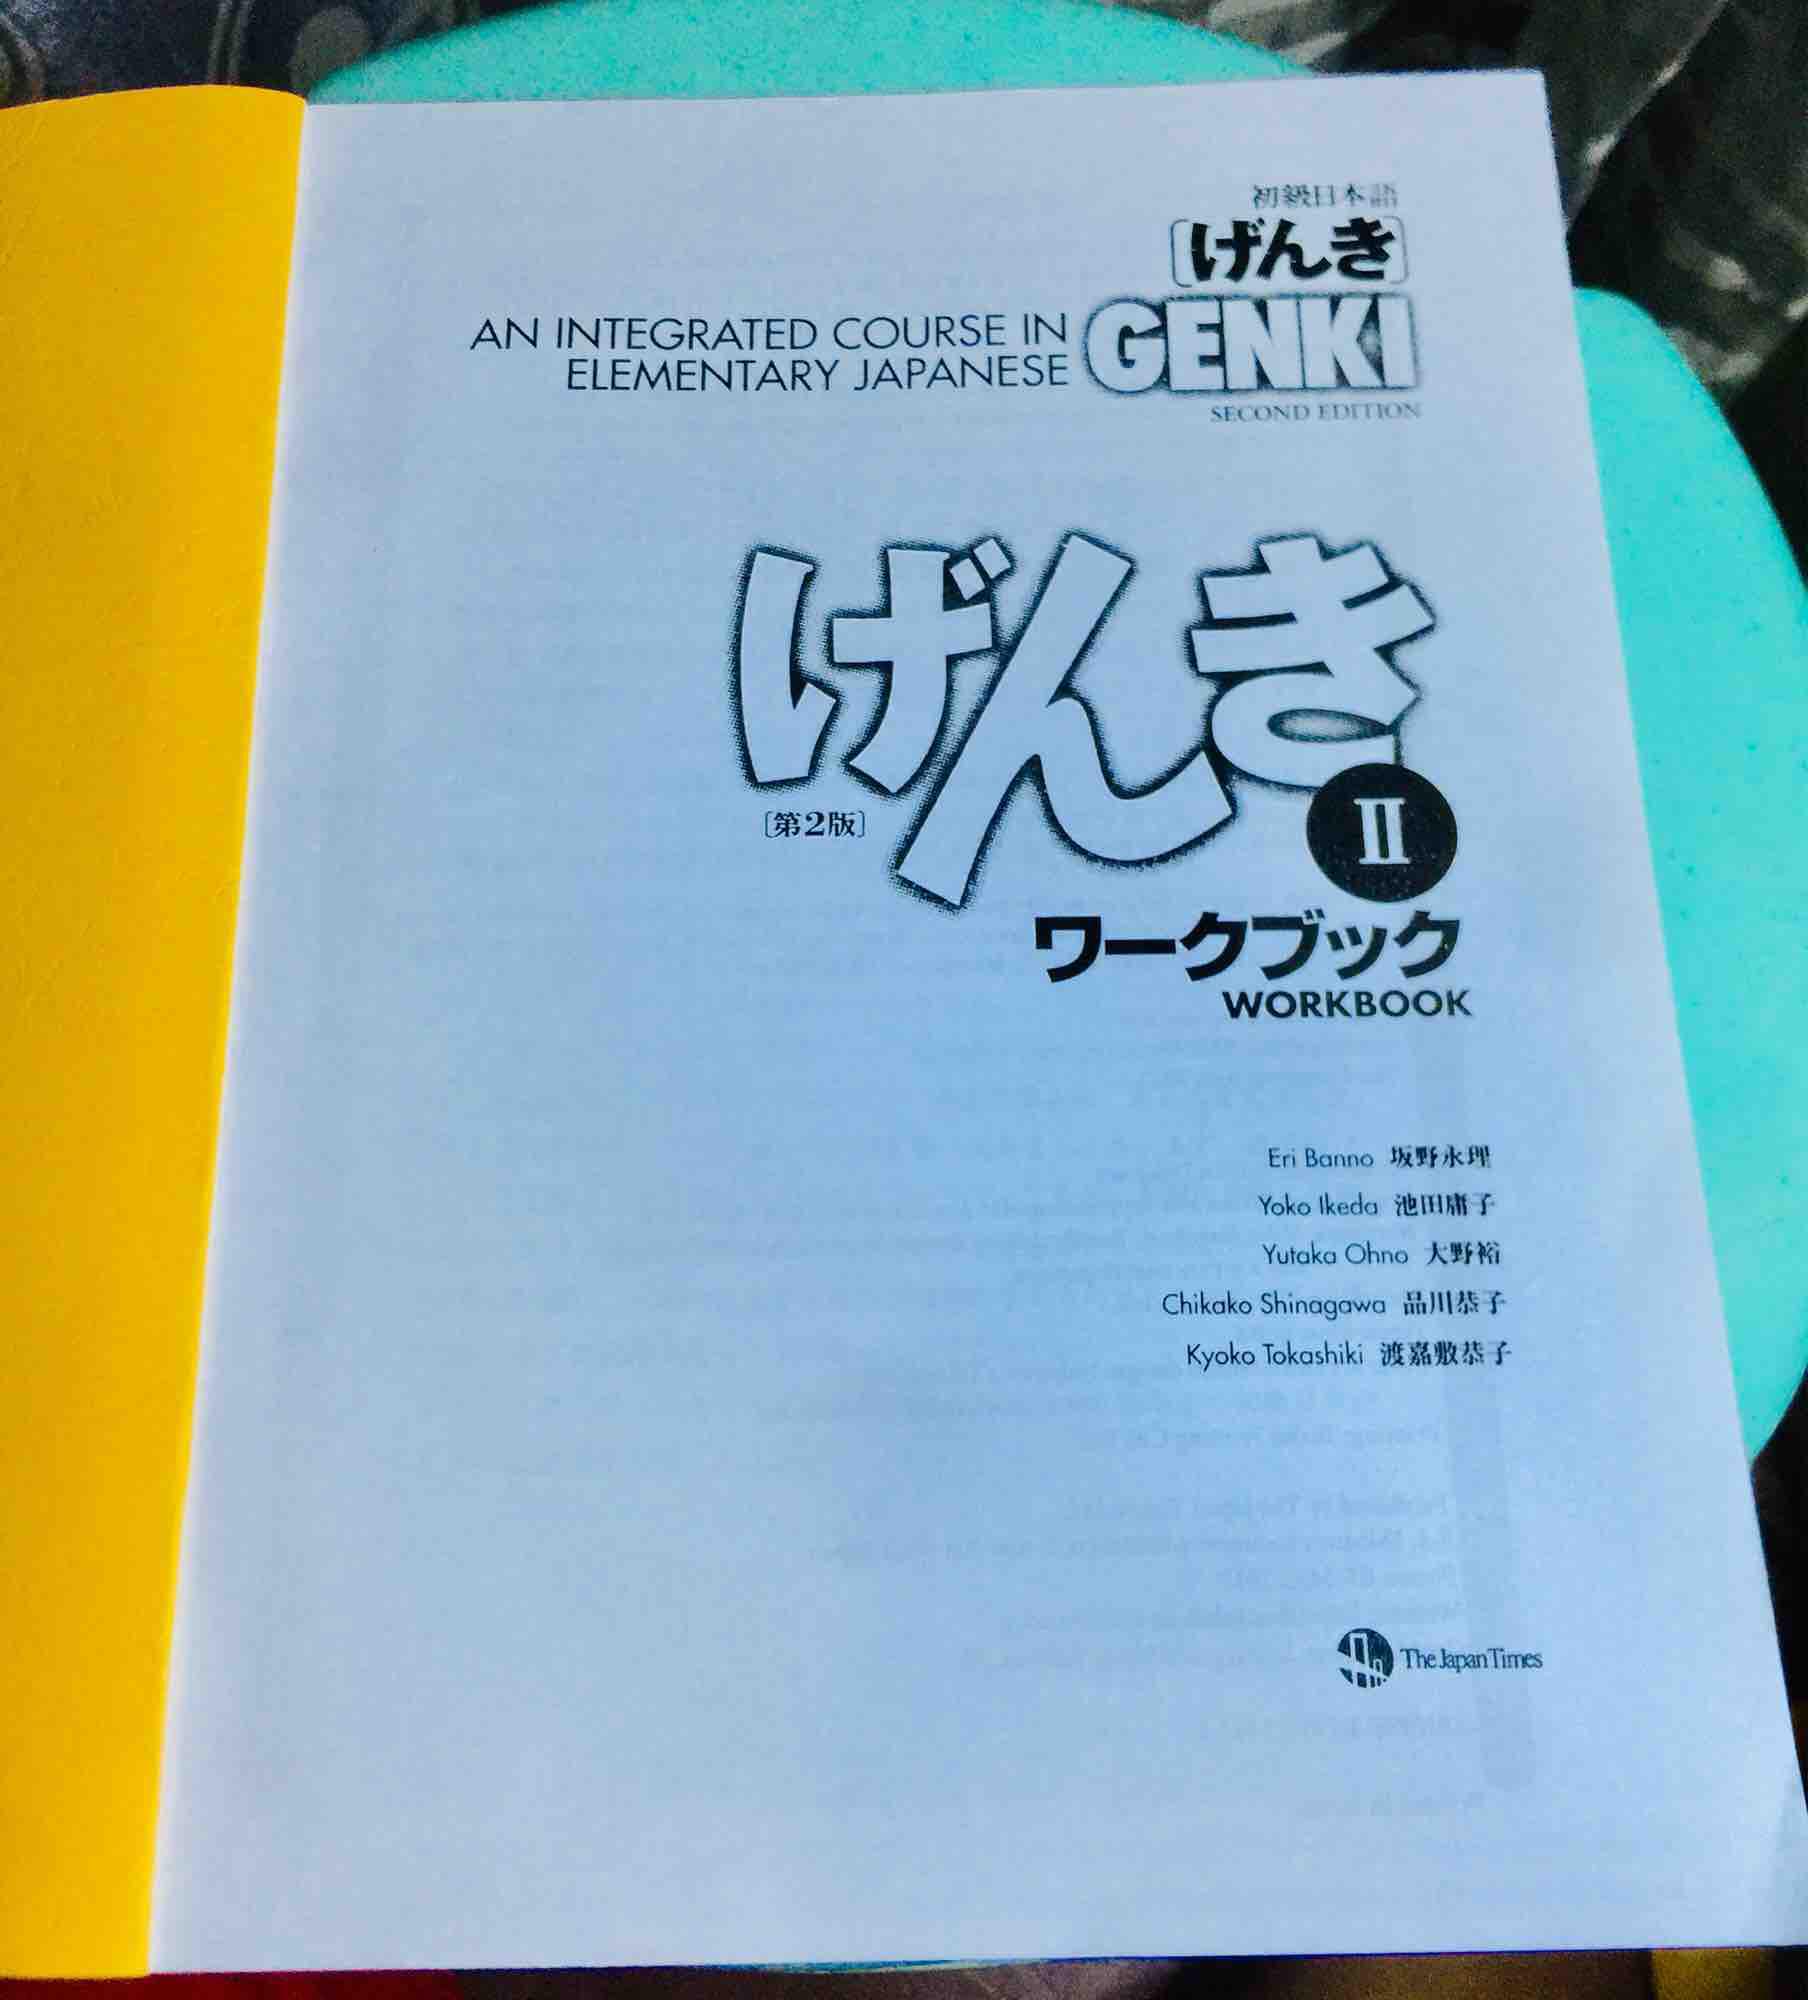 初級日本語
[げんき]
AN INTEGRATED COURSE IN
ELEMENTARY JAPANESE
GENKI
SECOND EDITION
げんき
[第2版]
II
ワークブック
WORKBOOK
Eri Banno 坂野永理
Yoko Ikeda 池田庸子
Yutaka Ohno 大野裕
Chikako Shinagawa 品川恭子
Kyoko Tokashiki 渡嘉敷恭子
The Japan Times